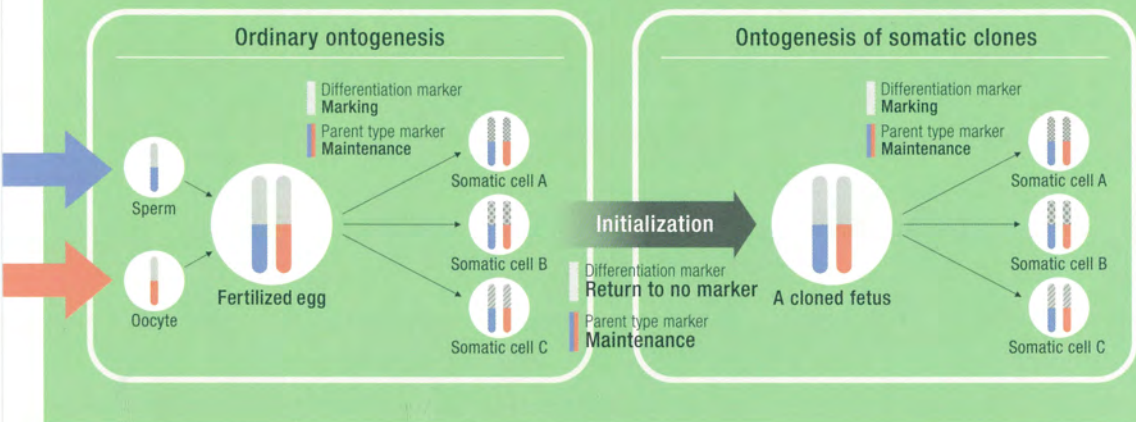 Ordinary ontogenesis
Differentiation marker
Marking
Parent type marker
Maintenance
Sperm
Oocyte
Fertilized egg
Somatic cell A
Somatic cell B
Somatic cell C
Initialization
Differentiation marker
Return to no marker
Parent type marker
Maintenance
Ontogenesis of somatic clones
Differentiation marker
Marking
Parent type marker
Maintenance
A cloned fetus
Somatic cell A
Somatic cell B
Somatic cell C